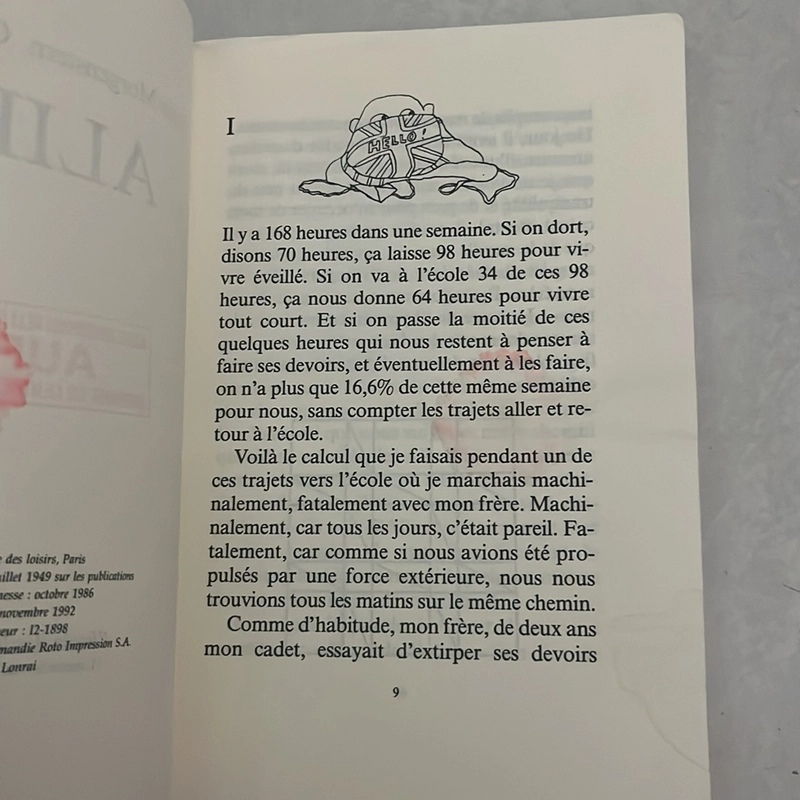 Morgenstern
ALI
des loisirs, Paris
uillet 1949 sur les publications
nesse : octobre 1986
novembre 1992
eur : 12-1898
mandie Roto Impression S.A.
Lonrai
I
HELLO!
Il y a 168 heures dans une semaine. Si on dort,
disons 70 heures, ça laisse 98 heures pour vi-
vre éveillé. Si on va à l'école 34 de ces 98
heures, ça nous donne 64 heures pour vivre
tout court. Et si on passe la moitié de ces
quelques heures qui nous restent à penser à
faire ses devoirs, et éventuellement à les faire,
on n'a plus que 16,6% de cette même semaine
pour nous, sans compter les trajets aller et re-
tour à l'école.
Voilà le calcul que je faisais pendant un de
ces trajets vers l'école où je marchais machi-
nalement, fatalement avec mon frère. Machi-
nalement, car tous les jours, c'était pareil. Fa-
talement, car comme si nous avions été pro-
pulsés par une force extérieure, nous nous
trouvions tous les matins sur le même chemin.
Comme d'habitude, mon frère, de deux ans
mon cadet, essayait d'extirper ses devoirs
9